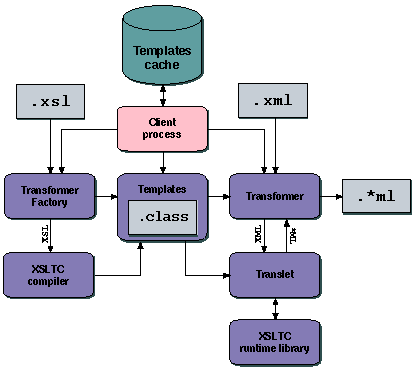 Templates
cache
.xsl
.xml
Client
process
Transformer
Factory
Templates
.class
Transformer
.*ml
XSL
XML
*ML
XSLTC
compiler
Translet
XSLTC
runtime library